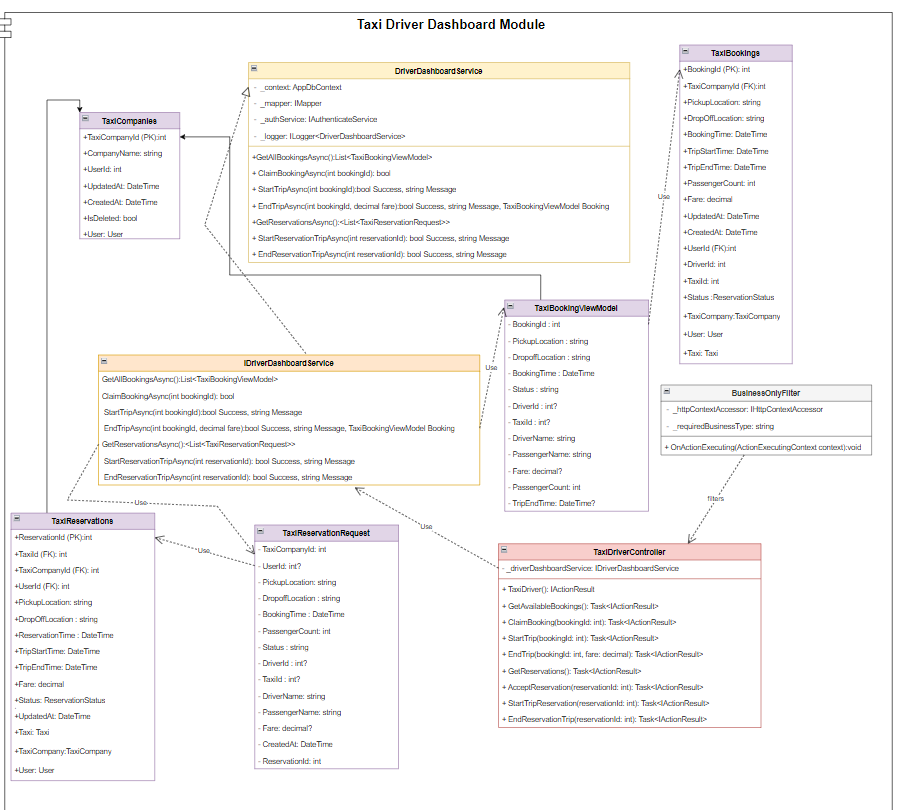 Taxi Driver Dashboard Module
TaxiCompanies
+TaxiCompanyId (PK):int
+CompanyName: string
+UserId: int
+UpdatedAt: DateTime
+CreatedAt: DateTime
+IsDeleted: bool
+User: User
DriverDashboardService
- _context: AppDbContext
- _mapper: IMapper
- _authService: IAuthenticateService
- _logger: ILogger<DriverDashboardService>
+GetAllBookingsAsync():List<TaxiBookingViewModel>
+ ClaimBookingAsync(int bookingId): bool
+ StartTripAsync(int bookingId):bool Success, string Message
+ EndTripAsync(int bookingId, decimal fare):bool Success, string Message, TaxiBookingViewModel Booking
+GetReservationsAsync():<List<TaxiReservationRequest>>
+ StartReservationTripAsync(int reservationId): bool Success, string Message
+ EndReservationTripAsync(int reservationId): bool Success, string Message
TaxiBookings
+BookingId (PK): int
+TaxiCompanyId (FK):int
+PickupLocation: string
+DropOffLocation: string
+BookingTime: DateTime
+TripStartTime: DateTime
+TripEndTime: DateTime
+PassengerCount: int
+Fare: decimal
+UpdatedAt: DateTime
+CreatedAt: DateTime
+UserId (FK):int
+DriverId: int
+TaxiId: int
+Status :ReservationStatus
+TaxiCompany:TaxiCompany
+User: User
+Taxi: Taxi
Use
TaxiBookingViewModel
- BookingId : int
- PickupLocation : string
- DropoffLocation : string
- BookingTime : DateTime
- Status : string
- DriverId : int?
- TaxiId : int?
- DriverName: string
- PassengerName: string
- Fare: decimal?
- PassengerCount: int
- TripEndTime: DateTime?
Use
IDriverDashboardService
GetAllBookingsAsync():List<TaxiBookingViewModel>
ClaimBookingAsync(int bookingId): bool
StartTripAsync(int bookingId):bool Success, string Message
EndTripAsync(int bookingId, decimal fare):bool Success, string Message, TaxiBookingViewModel Booking
GetReservationsAsync():<List<TaxiReservationRequest>>
StartReservationTripAsync(int reservationId): bool Success, string Message
EndReservationTripAsync(int reservationId): bool Success, string Message
BusinessOnlyFilter
- _httpContextAccessor: IHttpContextAccessor
- _requiredBusinessType: string
+ OnActionExecuting(ActionExecutingContext context):void
filters
Use
Use
Use
TaxiReservations
+ReservationId (PK):int
+TaxiId (FK): int
+TaxiCompanyId (FK): int
+UserId (FK): int
+PickupLocation: string
+DropOffLocation : string
+ReservationTime : DateTime
+TripStartTime: DateTime
+TripEndTime: DateTime
+Fare: decimal
+Status: ReservationStatus
+UpdatedAt: DateTime
+Taxi: Taxi
+TaxiCompany:TaxiCompany
+User: User
TaxiReservationRequest
- TaxiCompanyId: int
- UserId: int?
- PickupLocation: string
- DropoffLocation : string
- BookingTime : DateTime
- PassengerCount: int
- Status : string
- DriverId : int?
- TaxiId : int?
- DriverName: string
- PassengerName: string
- Fare: decimal?
- CreatedAt: DateTime
- ReservationId: int
TaxiDriverController
- _driverDashboardService: IDriverDashboardService
+ TaxiDriver(): IActionResult
+ GetAvailableBookings(): Task<IActionResult>
+ ClaimBooking(bookingId: int): Task<IActionResult>
+ StartTrip(bookingId: int): Task<IActionResult>
+ EndTrip(bookingId: int, fare: decimal): Task<IActionResult>
+ GetReservations(): Task<IActionResult>
+ AcceptReservation(reservationId: int): Task<IActionResult>
+ StartTripReservation(reservationId: int): Task<IActionResult>
+ EndReservationTrip(reservationId: int): Task<IActionResult>